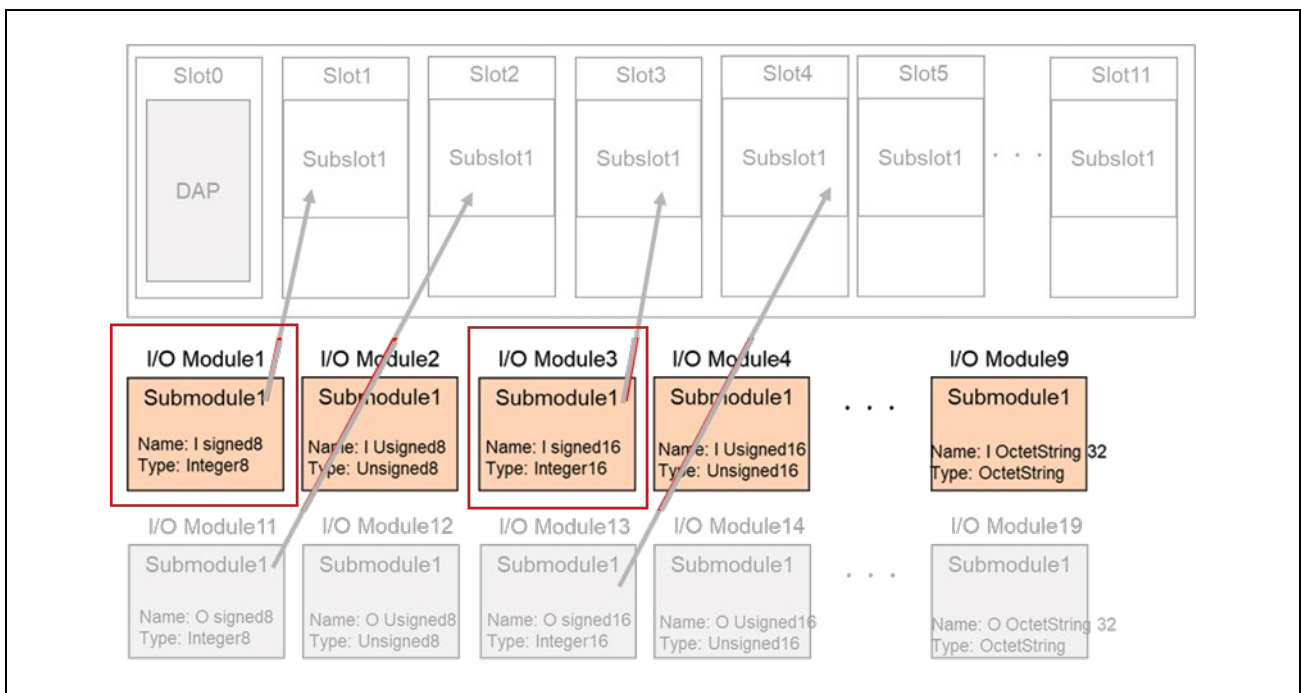 Slot0
Slot1
Slot2
Slot3
Slot4
Slot5
Slot11
DAP
Subslot1
Subslot1
Subslot1
Subslot1
Subslot1
. . .
Subslot1
I/O Module1
I/O Module2
I/O Module3
I/O Module4
I/O Module9
Submodule1
Name: I signed8
Type: Integer8
Submodule1
Name: I Usigned8
Type: Unsigned8
Submodule1
Name: I signed16
Type: Integer16
Submodule1
Name: I Usigned16
Type: Unsigned16
. . .
Submodule1
Name: I OctetString 32
Type: OctetString
I/O Module11
I/O Module12
I/O Module13
I/O Module14
I/O Module19
Submodule1
Name: O signed8
Type: Integer8
Submodule1
Name: O Usigned8
Type: Unsigned8
Submodule1
Name: O signed16
Type: Integer16
Submodule1
Name: O Usigned16
Type: Unsigned16
. . .
Submodule1
Name: O OctetString 32
Type: OctetString